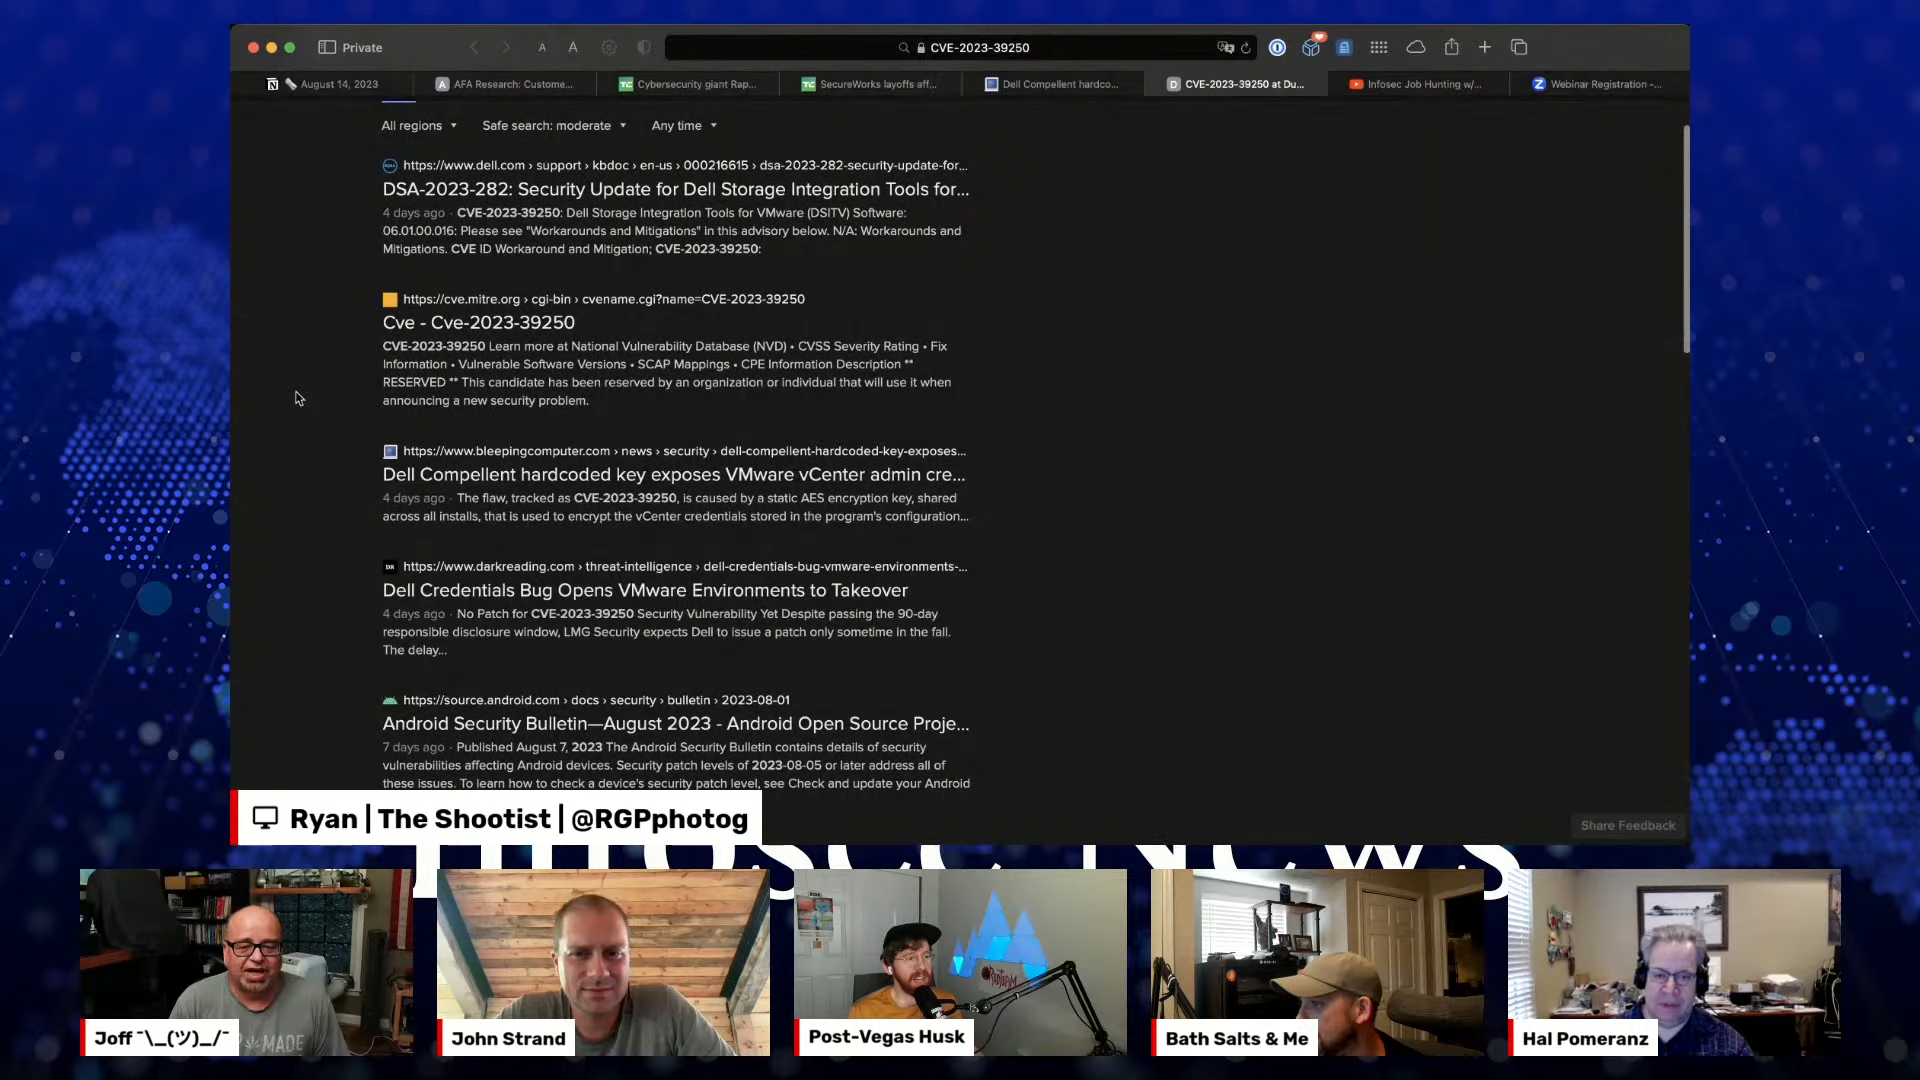 Private
A
A
CVE-2023-39250
August 14, 2023
AFA Research: Custome...
Cybersecurity giant Rap...
SecureWorks layoffs aff...
Dell Compellent hardco...
CVE-2023-39250 at Du...
Infosec Job Hunting w/...
Webinar Registration -...
All regions
Safe search: moderate
Any time
https://www.dell.com › support › kbdoc › en-us › 000216615 › dsa-2023-282-security-update-for...
DSA-2023-282: Security Update for Dell Storage Integration Tools for...
4 days ago · CVE-2023-39250: Dell Storage Integration Tools for VMware (DSITV) Software:
06.01.00.016: Please see "Workarounds and Mitigations" in this advisory below. N/A: Workarounds and
Mitigations. CVE ID Workaround and Mitigation; CVE-2023-39250:
https://cve.mitre.org › cgi-bin › cvename.cgi?name=CVE-2023-39250
Cve - Cve-2023-39250
CVE-2023-39250 Learn more at National Vulnerability Database (NVD) • CVSS Severity Rating • Fix
Information • Vulnerable Software Versions • SCAP Mappings • CPE Information Description **
RESERVED ** This candidate has been reserved by an organization or individual that will use it when
announcing a new security problem.
https://www.bleepingcomputer.com › news › security › dell-compellent-hardcoded-key-exposes...
Dell Compellent hardcoded key exposes VMware vCenter admin cre...
4 days ago · The flaw, tracked as CVE-2023-39250, is caused by a static AES encryption key, shared
across all installs, that is used to encrypt the vCenter credentials stored in the program's configuration...
DR https://www.darkreading.com › threat-intelligence › dell-credentials-bug-vmware-environments-...
Dell Credentials Bug Opens VMware Environments to Takeover
4 days ago · No Patch for CVE-2023-39250 Security Vulnerability Yet Despite passing the 90-day
responsible disclosure window, LMG Security expects Dell to issue a patch only sometime in the fall.
The delay...
https://source.android.com › docs › security › bulletin › 2023-08-01
Android Security Bulletin—August 2023 - Android Open Source Proje...
7 days ago · Published August 7, 2023 The Android Security Bulletin contains details of security
vulnerabilities affecting Android devices. Security patch levels of 2023-08-05 or later address all of
these issues. To learn how to check a device's security patch level, see Check and update your Android
Share Feedback
Ryan | The Shootist | @RGPphotog
Infosec News
Joff ¯\_(ツ)_/¯
John Strand
Post-Vegas Husk
Bath Salts & Me
Hal Pomeranz
MADE